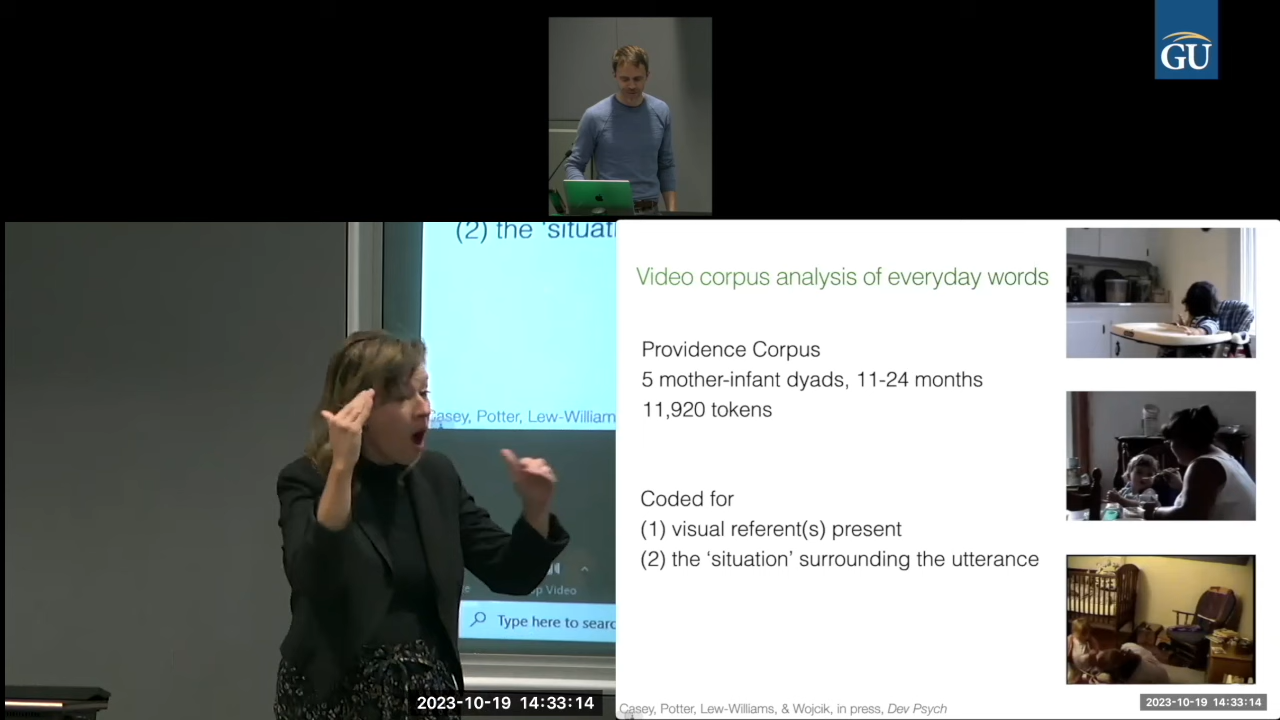 GU
(2) the 'situati
Casey, Potter, Lew-William
op Video
Type here to searc
2023-10-19 14:33:14
Video corpus analysis of everyday words
Providence Corpus
5 mother-infant dyads, 11-24 months
11,920 tokens
Coded for
(1) visual referent(s) present
(2) the ‘situation’ surrounding the utterance
Casey, Potter, Lew-Williams, & Wojcik, in press, Dev Psych
2023-10-19 14:33:14